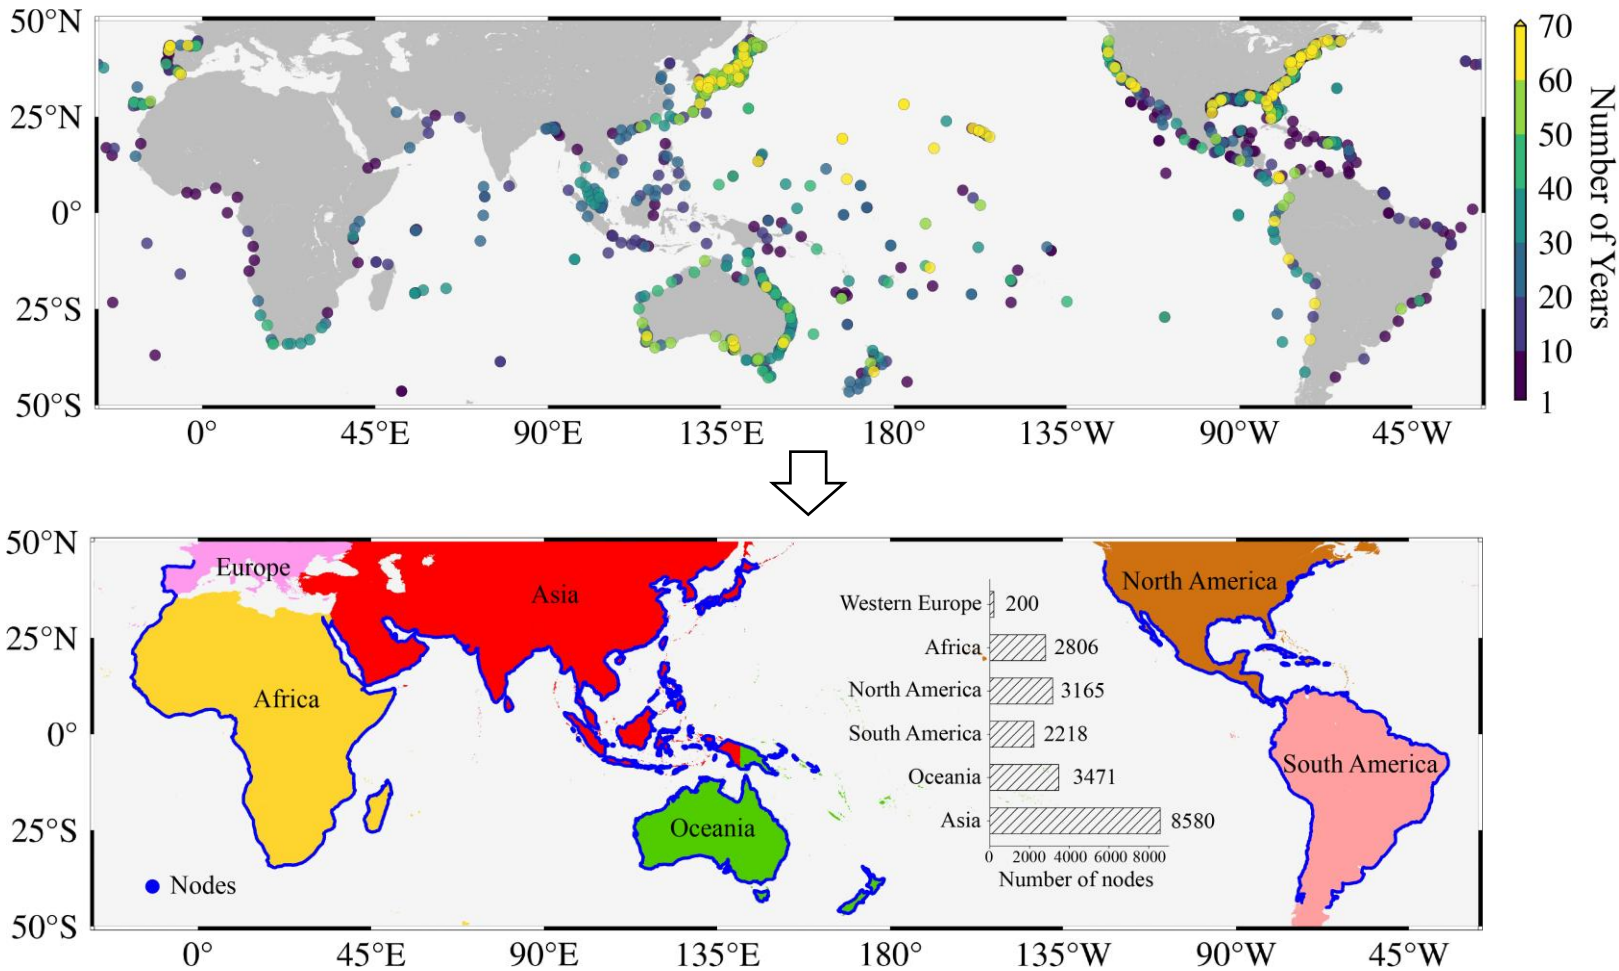 50°N
25°N
0°
25°S
50°S
0°
45°E
90°E
135°E
180°
135°W
90°W
45°W
70
60
50
40
30
20
10
1
Number of Years
50°N
25°N
0°
25°S
50°S
Europe
Asia
Africa
Oceania
North America
South America
Nodes
Western Europe 200
Africa 2806
North America 3165
South America 2218
Oceania 3471
Asia 8580
0 2000 4000 6000 8000
Number of nodes
0°
45°E
90°E
135°E
180°
135°W
90°W
45°W